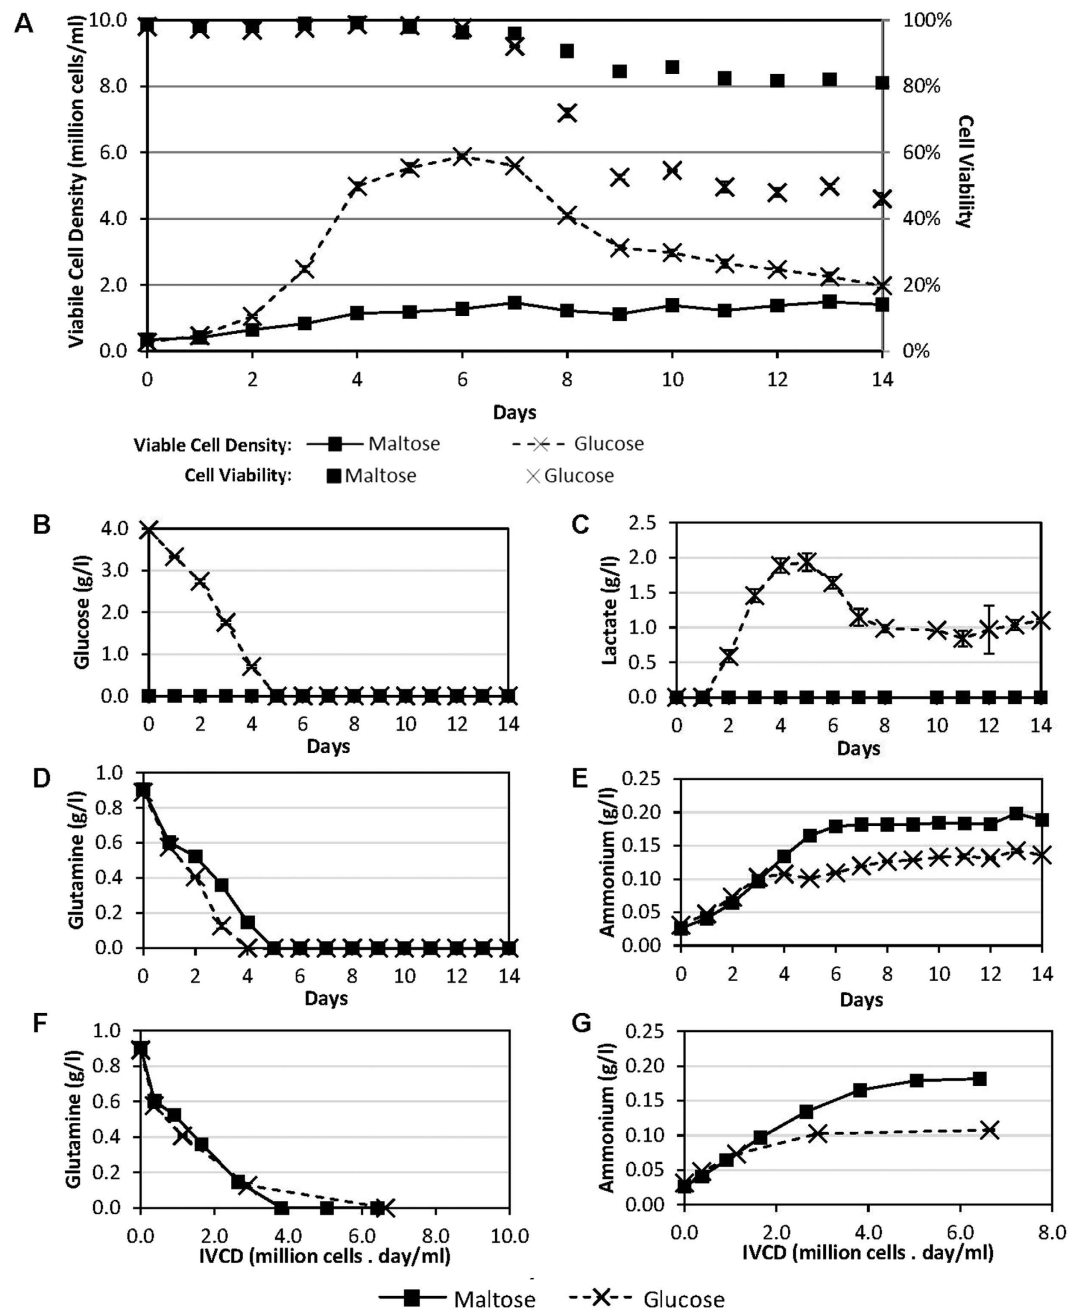 A
Viabile Cell Density (million cells/ml)
10.0
8.0
6.0
4.0
2.0
0.0
100%
80%
60%
40%
20%
0%
Cell Viability
0 2 4 6 8 10 12 14
Days
Viable Cell Density: Maltose Glucose
Cell Viability: Maltose Glucose
B
Glucose (g/l)
4.0
3.0
2.0
1.0
0.0
0 2 4 6 8 10 12 14
Days
C
Lactate (g/l)
2.5
2.0
1.5
1.0
0.5
0.0
0 2 4 6 8 10 12 14
Days
D
Glutamine (g/l)
1.0
0.8
0.6
0.4
0.2
0.0
0 2 4 6 8 10 12 14
Days
E
Ammonium (g/l)
0.25
0.20
0.15
0.10
0.05
0.00
0 2 4 6 8 10 12 14
Days
F
Glutamine (g/l)
1.0
0.8
0.6
0.4
0.2
0.0
0.0 2.0 4.0 6.0 8.0 10.0
IVCD (million cells . day/ml)
G
Ammonium (g/l)
0.25
0.20
0.15
0.10
0.05
0.00
0.0 2.0 4.0 6.0 8.0
IVCD (million cells . day/ml)
Maltose Glucose